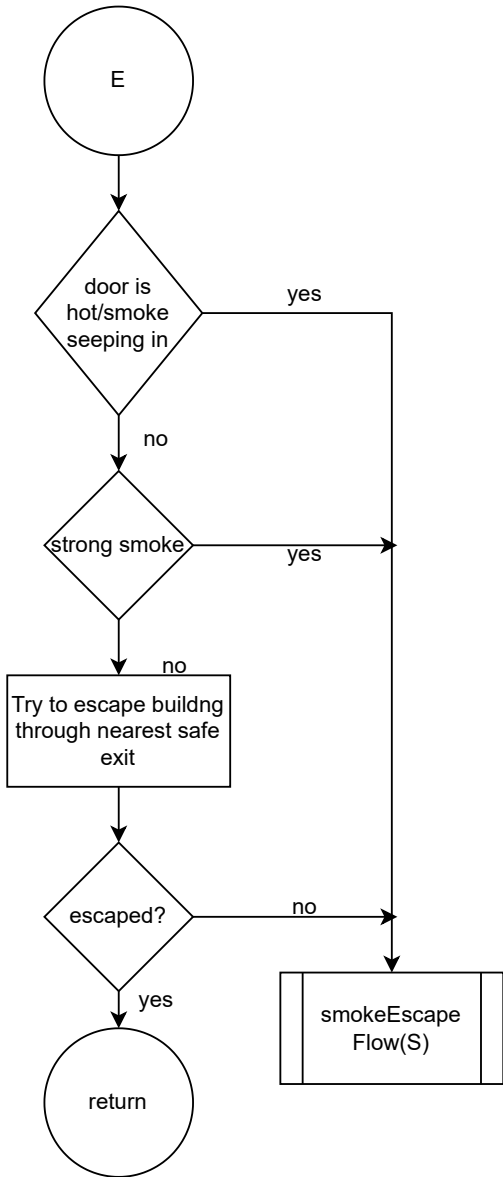 E
door is
hot/smoke
seeping in
yes
no
strong smoke
yes
no
Try to escape buildng
through nearest safe
exit
escaped?
no
yes
smokeEscape
Flow(S)
return